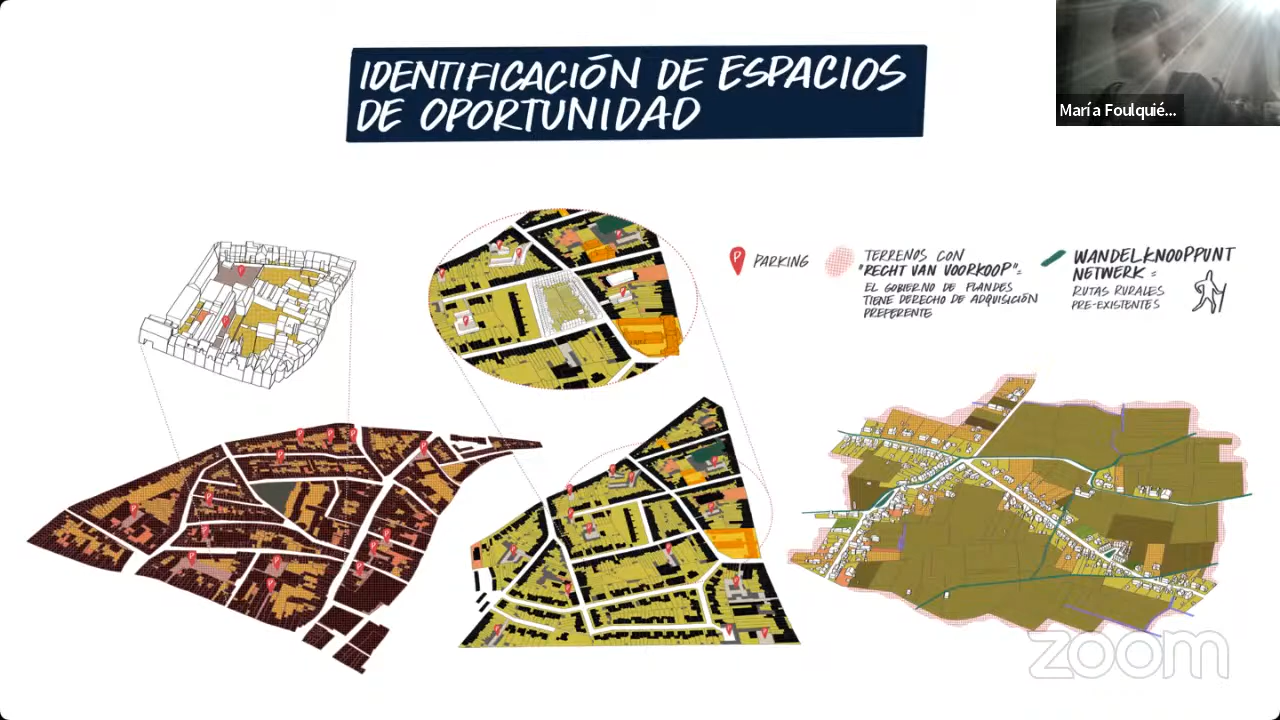 IDENTIFICACIÓN DE ESPACIOS
DE OPORTUNIDAD
María Foulquié...
P PARKING
TERRENOS CON
"RECHT VAN VOORKOOP"=
EL GOBIERNO DE FLANDES
TIENE DERECHO DE ADQUISICIÓN
PREFERENTE
WANDELKNOOPPUNT
NETWERK =
RUTAS RURALES
PRE-EXISTENTES
zoom